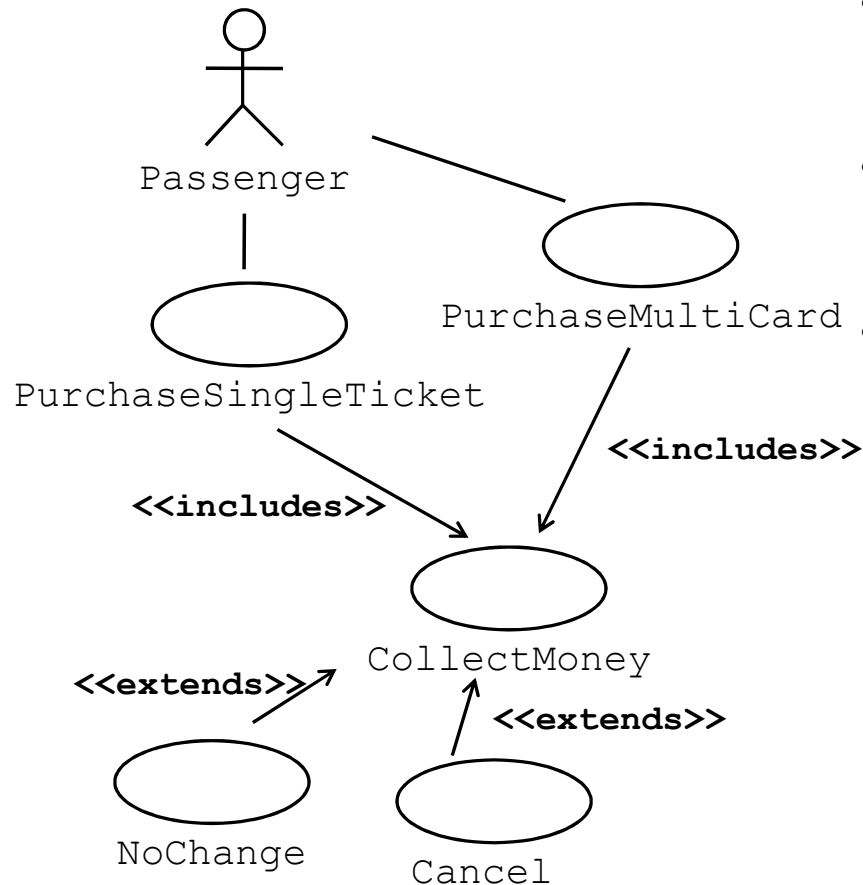 Passenger
PurchaseMultiCard
PurchaseSingleTicket
<<includes>>
<<includes>>
CollectMoney
<<extends>>
<<extends>>
NoChange
Cancel